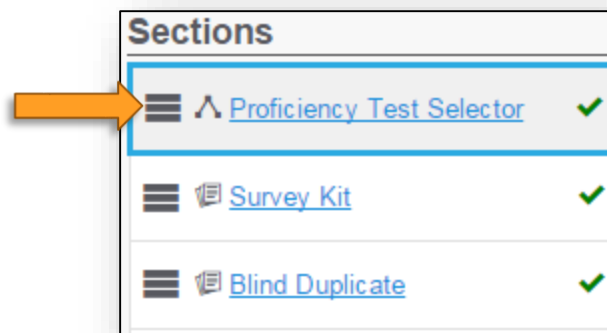 Sections
Proficiency Test Selector
Survey Kit
Blind Duplicate